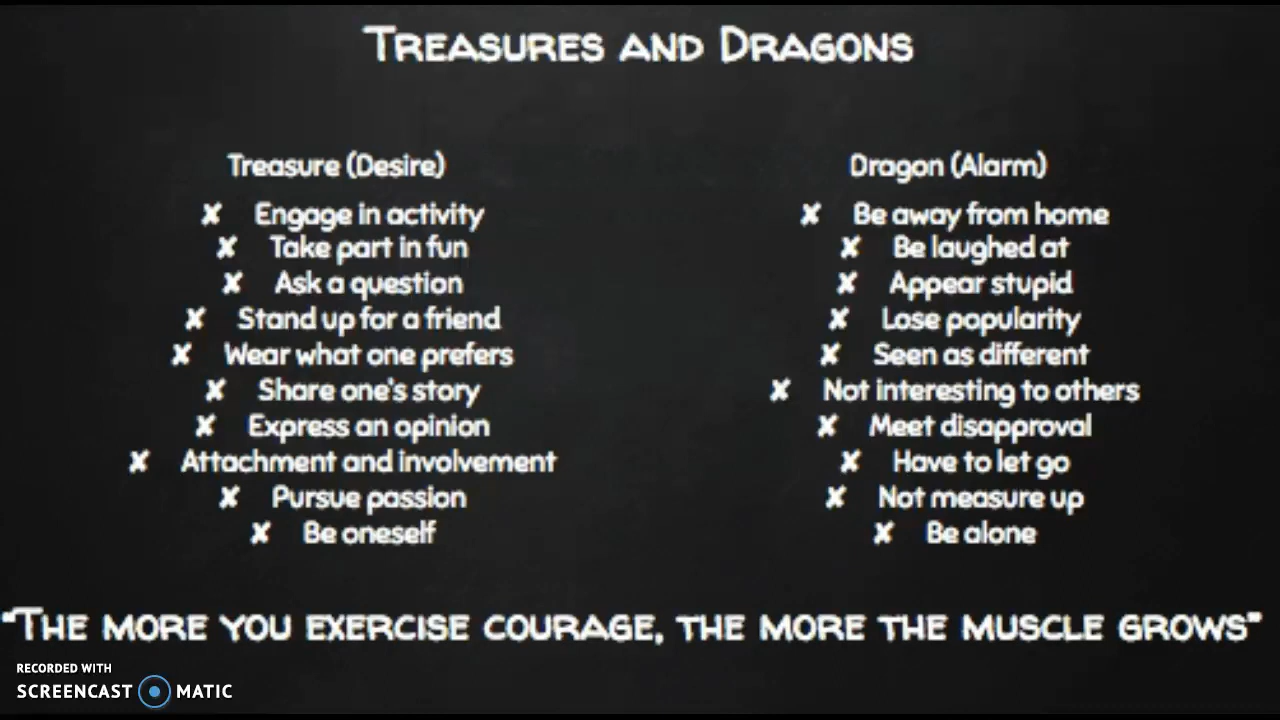 Treasures and Dragons
Treasure (Desire)
✘ Engage in activity
✘ Take part in fun
✘ Ask a question
✘ Stand up for a friend
✘ Wear what one prefers
✘ Share one's story
✘ Express an opinion
✘ Attachment and involvement
✘ Pursue passion
✘ Be oneself
Dragon (Alarm)
✘ Be away from home
✘ Be laughed at
✘ Appear stupid
✘ Lose popularity
✘ Seen as different
✘ Not interesting to others
✘ Meet disapproval
✘ Have to let go
✘ Not measure up
✘ Be alone
“The more you exercise courage, the more the muscle grows”
RECORDED WITH
SCREENCAST MATIC